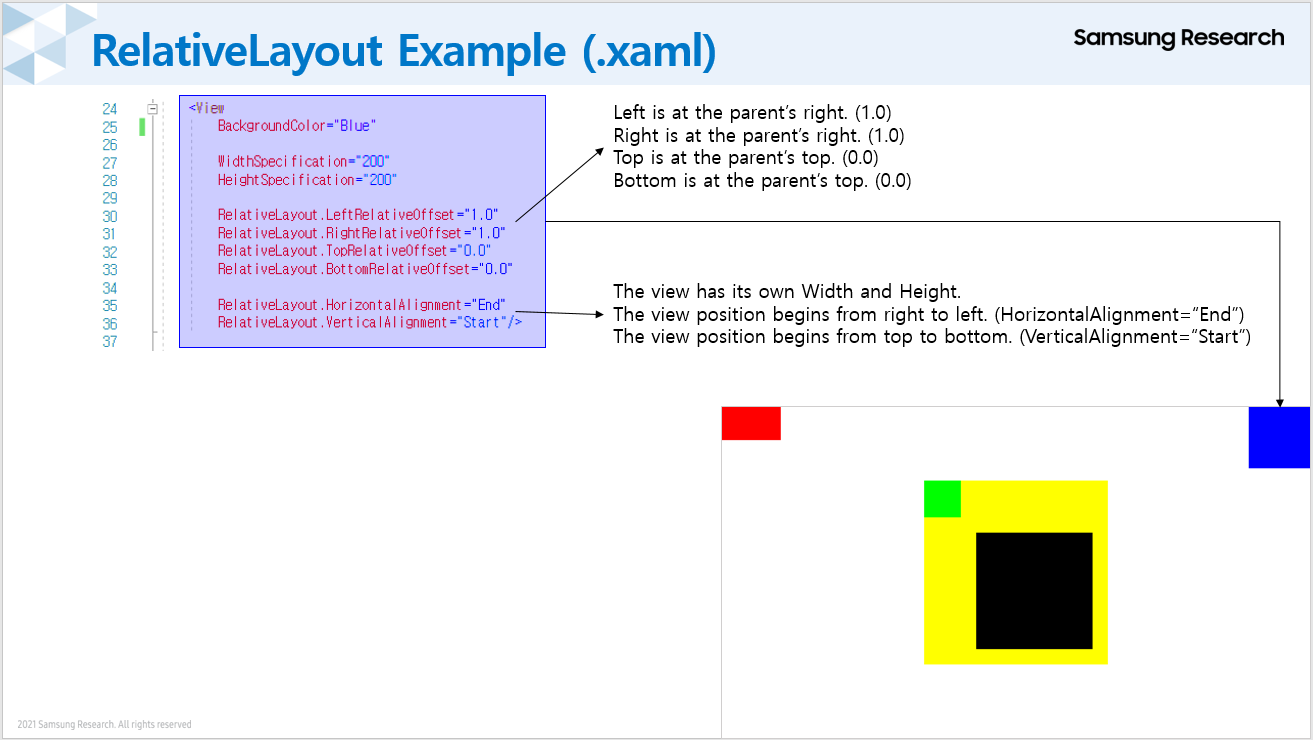 RelativeLayout Example (.xaml)
Samsung Research
24 <View
25 BackgroundColor="Blue"
26
27 WidthSpecification="200"
28 HeightSpecification="200"
29
30 RelativeLayout.LeftRelativeOffset="1.0"
31 RelativeLayout.RightRelativeOffset="1.0"
32 RelativeLayout.TopRelativeOffset="0.0"
33 RelativeLayout.BottomRelativeOffset="0.0"
34
35 RelativeLayout.HorizontalAlignment="End"
36 RelativeLayout.VerticalAlignment="Start"/>
37
Left is at the parent's right. (1.0)
Right is at the parent's right. (1.0)
Top is at the parent's top. (0.0)
Bottom is at the parent's top. (0.0)
The view has its own Width and Height.
The view position begins from right to left. (HorizontalAlignment="End")
The view position begins from top to bottom. (VerticalAlignment="Start")
2021 Samsung Research. All rights reserved